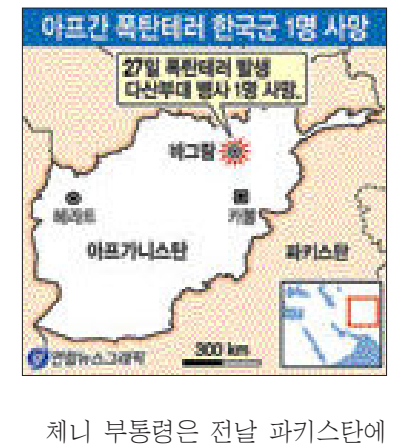 아프간 폭탄테러 한국군 1명 사망
27일 폭탄테러 발생
다산부대 병사 1명 사망.
바그람
헤라트
카불
아프가니스탄
파키스탄
300 km
연합뉴스그래픽
체니 부통령은 전날 파키스탄에